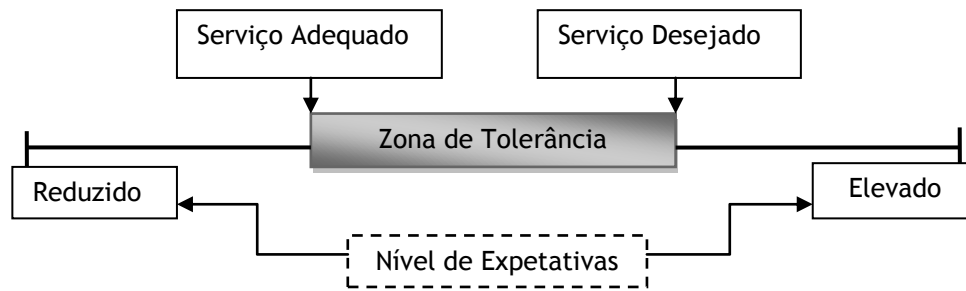 Serviço Adequado
Serviço Desejado
Zona de Tolerância
Reduzido
Elevado
Nível de Expetativas